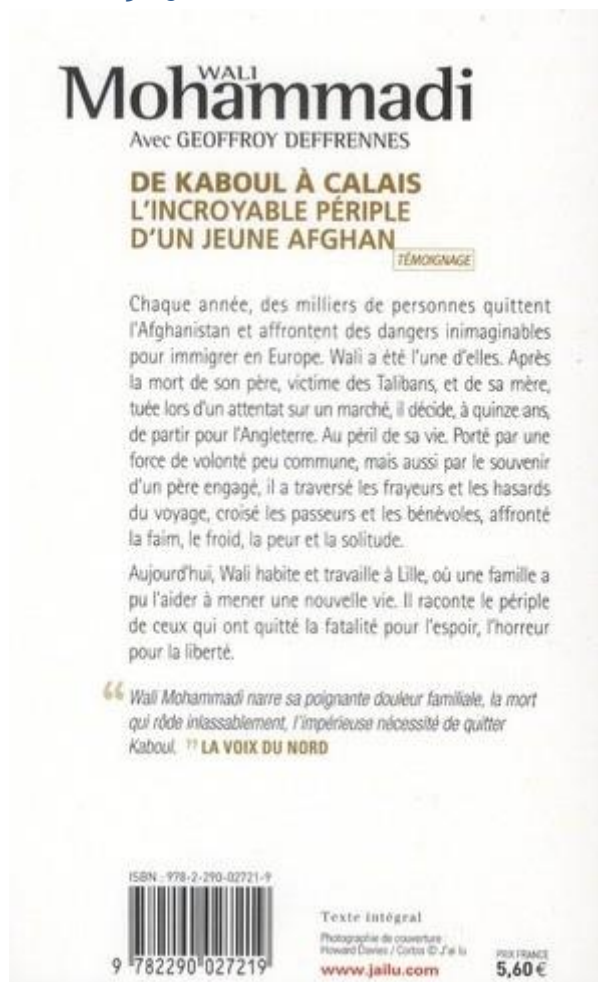 WALI
Mohammadi
Avec GEOFFROY DEFFRENNES
DE KABOUL À CALAIS
L'INCROYABLE PÉRIPLE
D'UN JEUNE AFGHAN
TÉMOIGNAGE
Chaque année, des milliers de personnes quittent
l'Afghanistan et affrontent des dangers inimaginables
pour immigrer en Europe. Wali a été l'une d'elles. Après
la mort de son père, victime des Talibans, et de sa mère,
tuée lors d'un attentat sur un marché, il décide, à quinze ans,
de partir pour l'Angleterre. Au péril de sa vie. Porté par une
force de volonté peu commune, mais aussi par le souvenir
d'un père engagé, il a traversé les frayeurs et les hasards
du voyage, croisé les passeurs et les bénévoles, affronté
la faim, le froid, la peur et la solitude.
Aujourd'hui, Wali habite et travaille à Lille, où une famille a
pu l'aider à mener une nouvelle vie. Il raconte le périple
de ceux qui ont quitté la fatalité pour l'espoir, l'horreur
pour la liberté.
“ Wali Mohammadi narre sa poignante douleur familiale, la mort
qui rôde inlassablement, l'impérieuse nécessité de quitter
Kaboul. ” LA VOIX DU NORD
ISBN : 978-2-290-02721-9
Texte intégral
Photographie de couverture :
Howard Davies / Corbis © J'ai lu
PRIX FRANCE
9 782290 027219
www.jailu.com
5,60 €